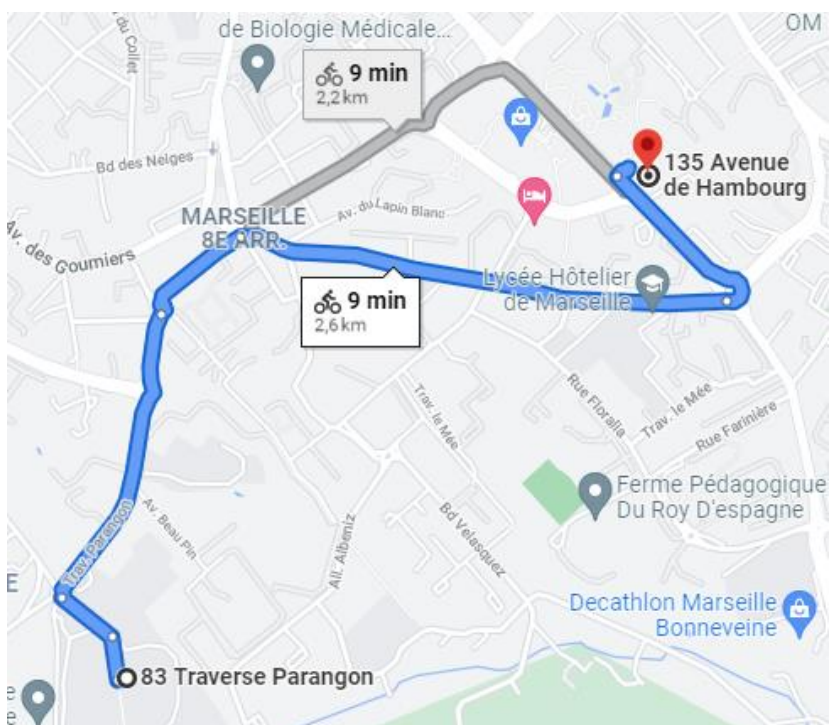 OM
du Collet
de Biologie Médicale...
9 min
2,2 km
Bd des Neiges
135 Avenue
de Hambourg
Av. du Lapin Blanc
MARSEILLE
8E ARR.
Av. des Goumiers
Lycée Hôtelier
de Marseille
9 min
2,6 km
Rue Floralia
Trav. le Mée
Trav. le Mée
Rue Farinière
Ferme Pédagogique
Du Roy D'espagne
Trav. Parangon
Av. Beau Pin
All. Albeniz
Bd Velasquez
E
Decathlon Marseille
Bonneveine
83 Traverse Parangon